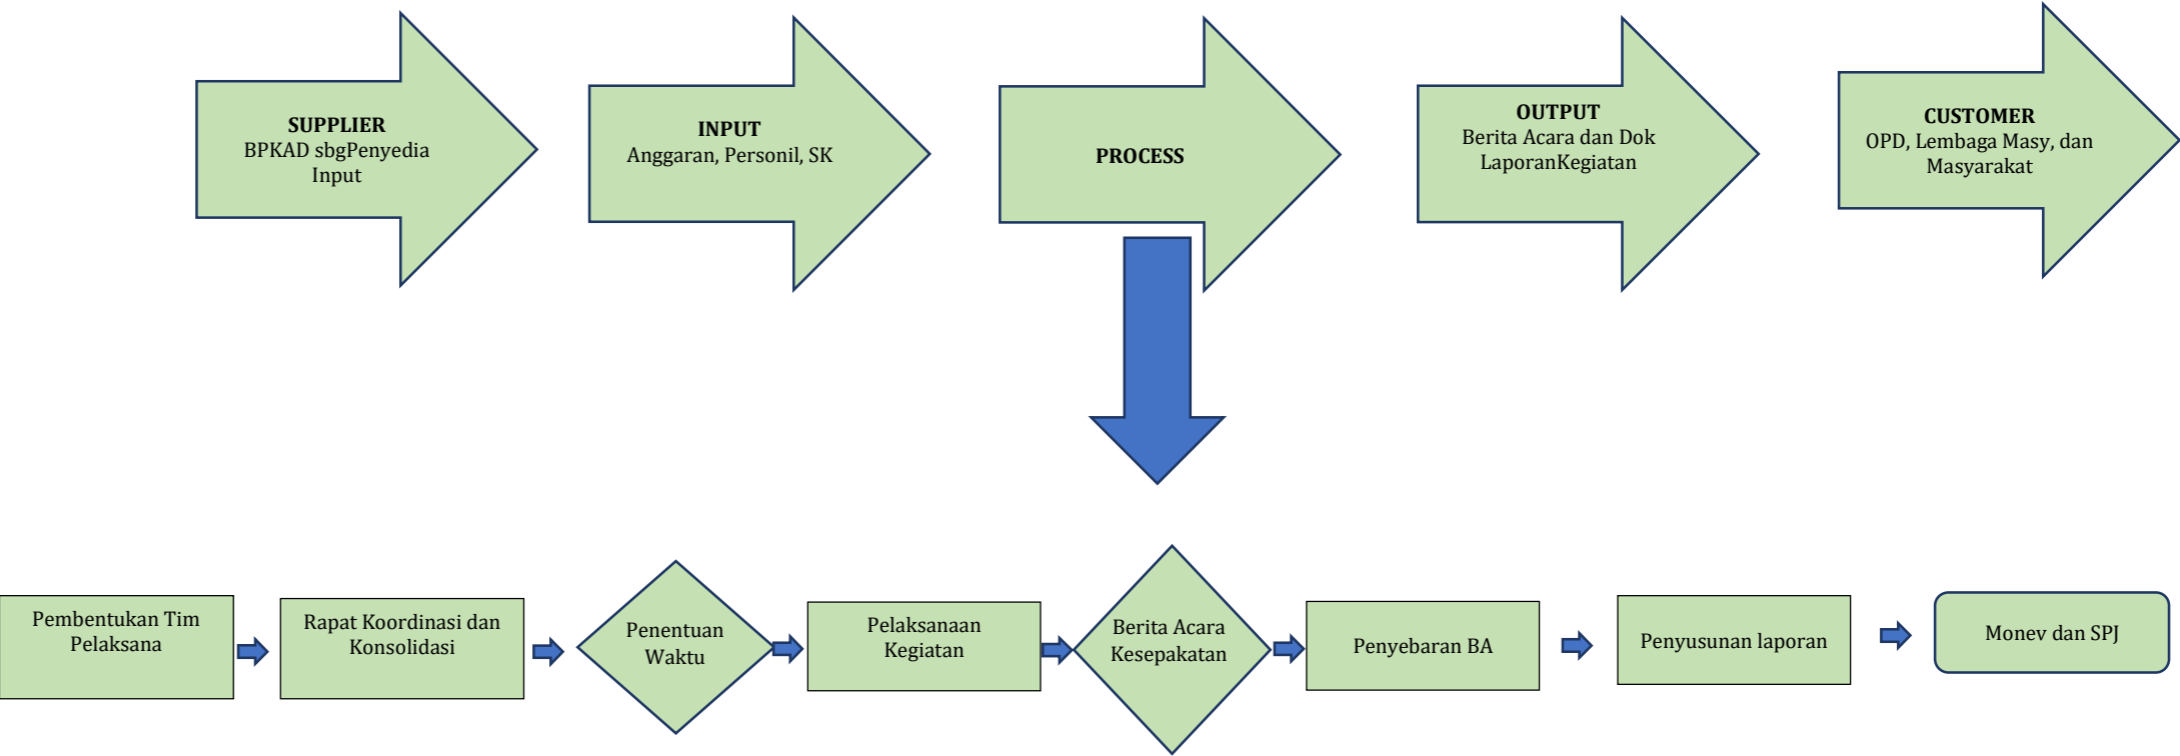 SUPPLIER
BPKAD sbgPenyedia
Input
INPUT
Anggaran, Personil, SK
PROCESS
OUTPUT
Berita Acara dan Dok
LaporanKegiatan
CUSTOMER
OPD, Lembaga Masy, dan
Masyarakat
Pembentukan Tim
Pelaksana
Rapat Koordinasi dan
Konsolidasi
Penentuan
Waktu
Pelaksanaan
Kegiatan
Berita Acara
Kesepakatan
Penyebaran BA
Penyusunan laporan
Monev dan SPJ